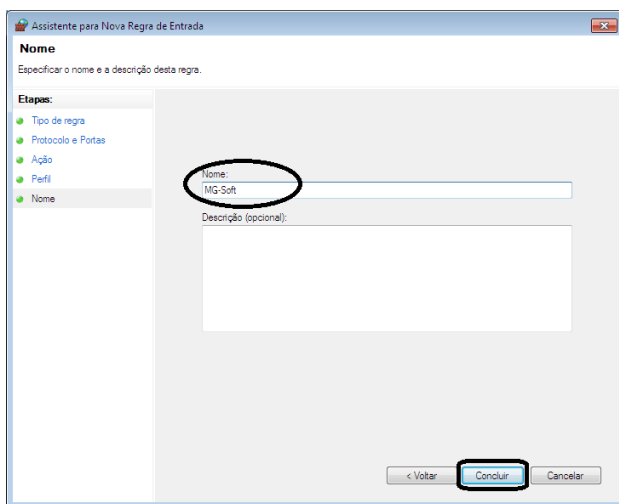 Assistente para Nova Regra de Entrada
Nome
Especificar o nome e a descrição desta regra.
Etapas:
Tipo de regra
Protocolo e Portas
Ação
Perfil
Nome
Nome:
MG-Soft
Descrição (opcional):
< Voltar
Concluir
Cancelar